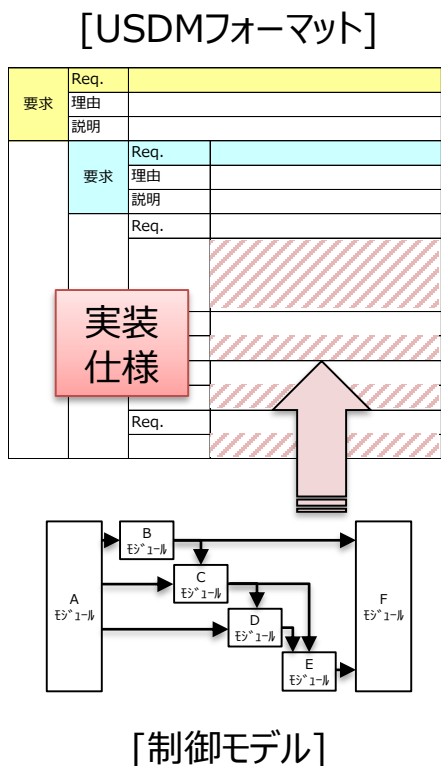 [USDMフォーマット]
要求
Req.
理由
説明
要求
Req.
理由
説明
Req.
実装
仕様
Req.
A
ﾓｼﾞｭｰﾙ
B
ﾓｼﾞｭｰﾙ
C
ﾓｼﾞｭｰﾙ
D
ﾓｼﾞｭｰﾙ
E
ﾓｼﾞｭｰﾙ
F
ﾓｼﾞｭｰﾙ
[制御モデル]